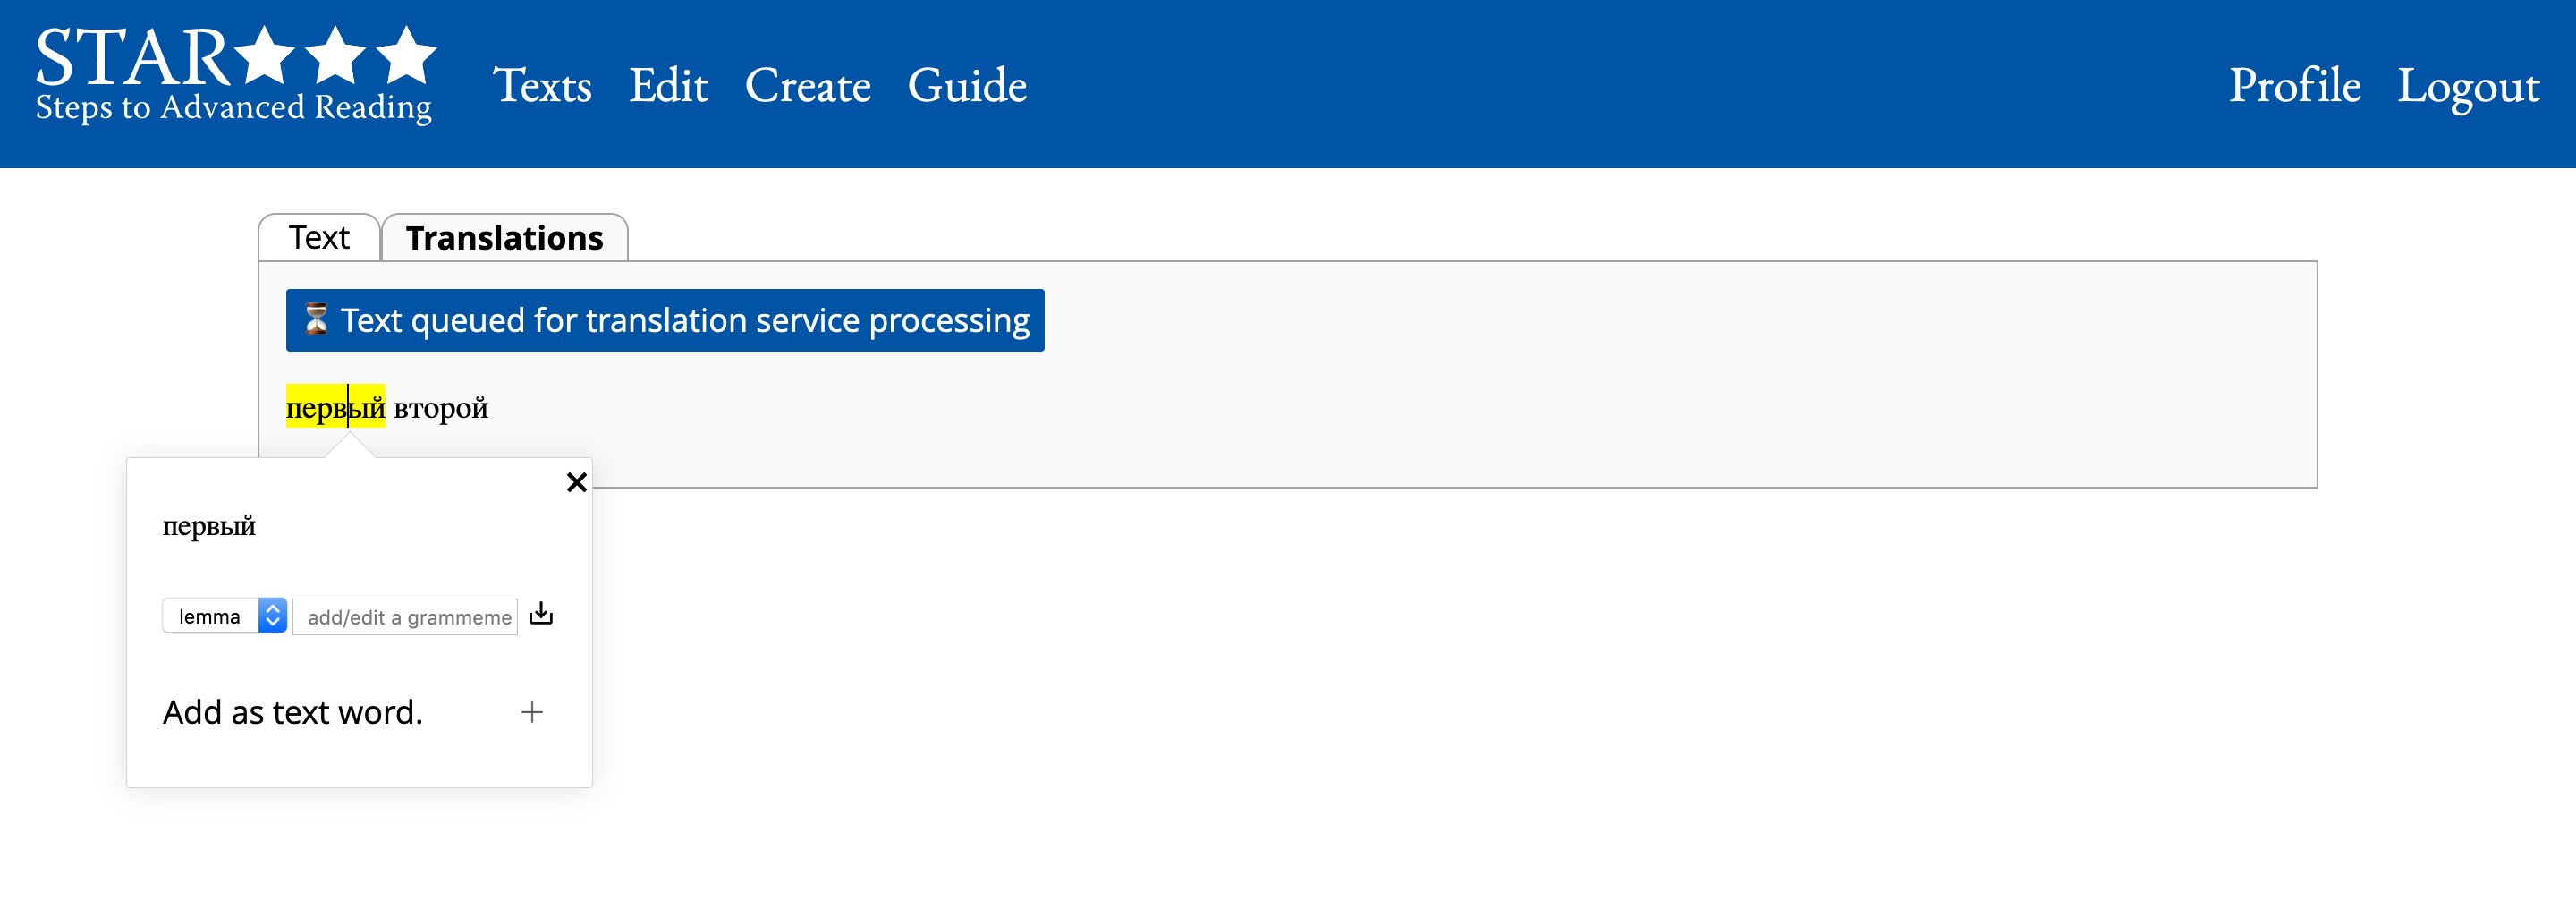 STAR★★★
Steps to Advanced Reading
Texts Edit Create Guide Profile Logout
Text Translations
⏳ Text queued for translation service processing
первый второй
первый
lemma add/edit a grammeme
Add as text word.